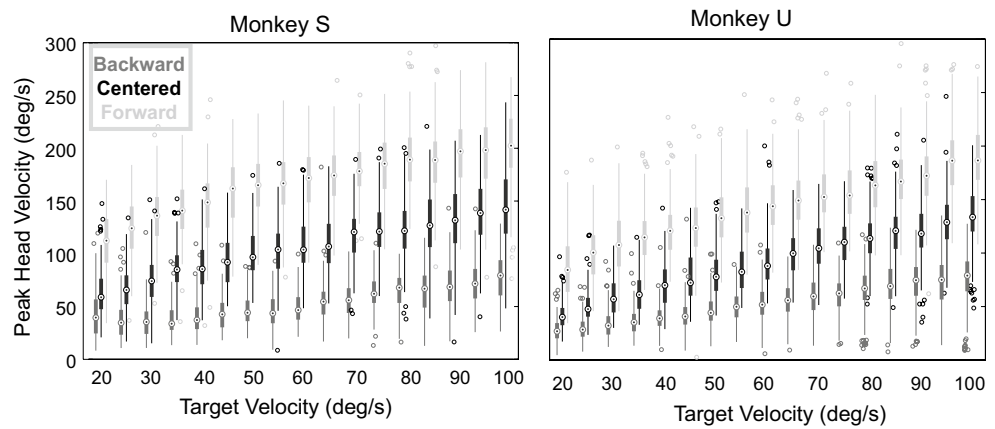 Monkey S
Monkey U
Peak Head Velocity (deg/s)
300
250
200
150
100
50
0
Backward
Centered
Forward
20 30 40 50 60 70 80 90 100
20 30 40 50 60 70 80 90 100
Target Velocity (deg/s)
Target Velocity (deg/s)